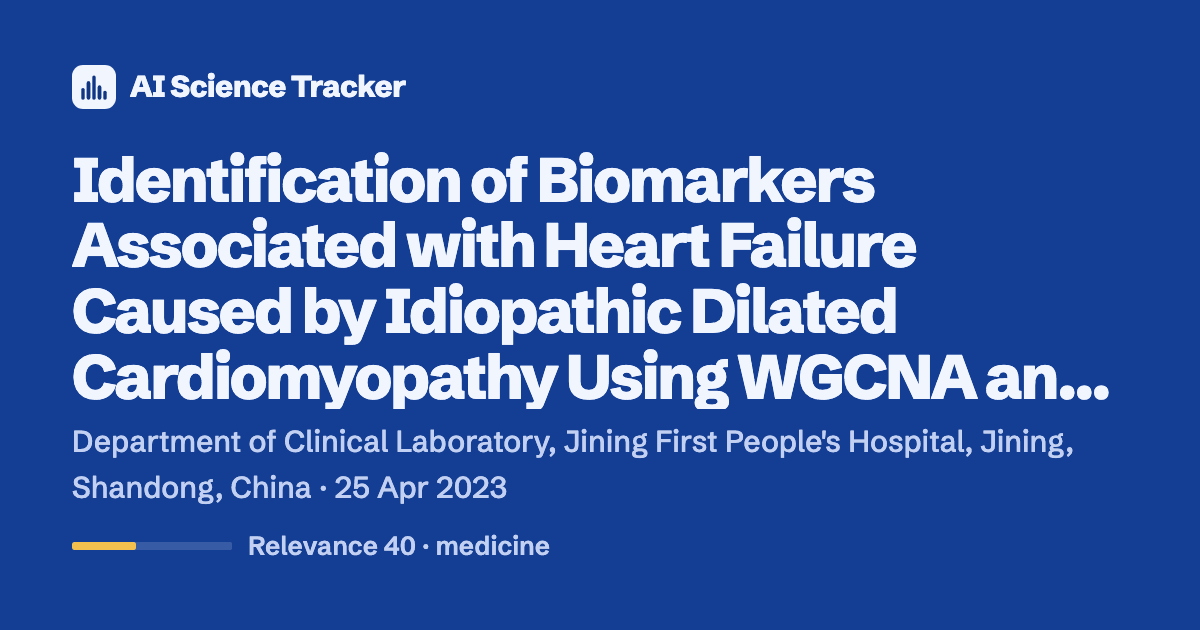 AI Science Tracker
Identification of Biomarkers
Associated with Heart Failure
Caused by Idiopathic Dilated
Cardiomyopathy Using WGCNA an...
Department of Clinical Laboratory, Jining First People's Hospital, Jining,
Shandong, China · 25 Apr 2023
Relevance 40 · medicine